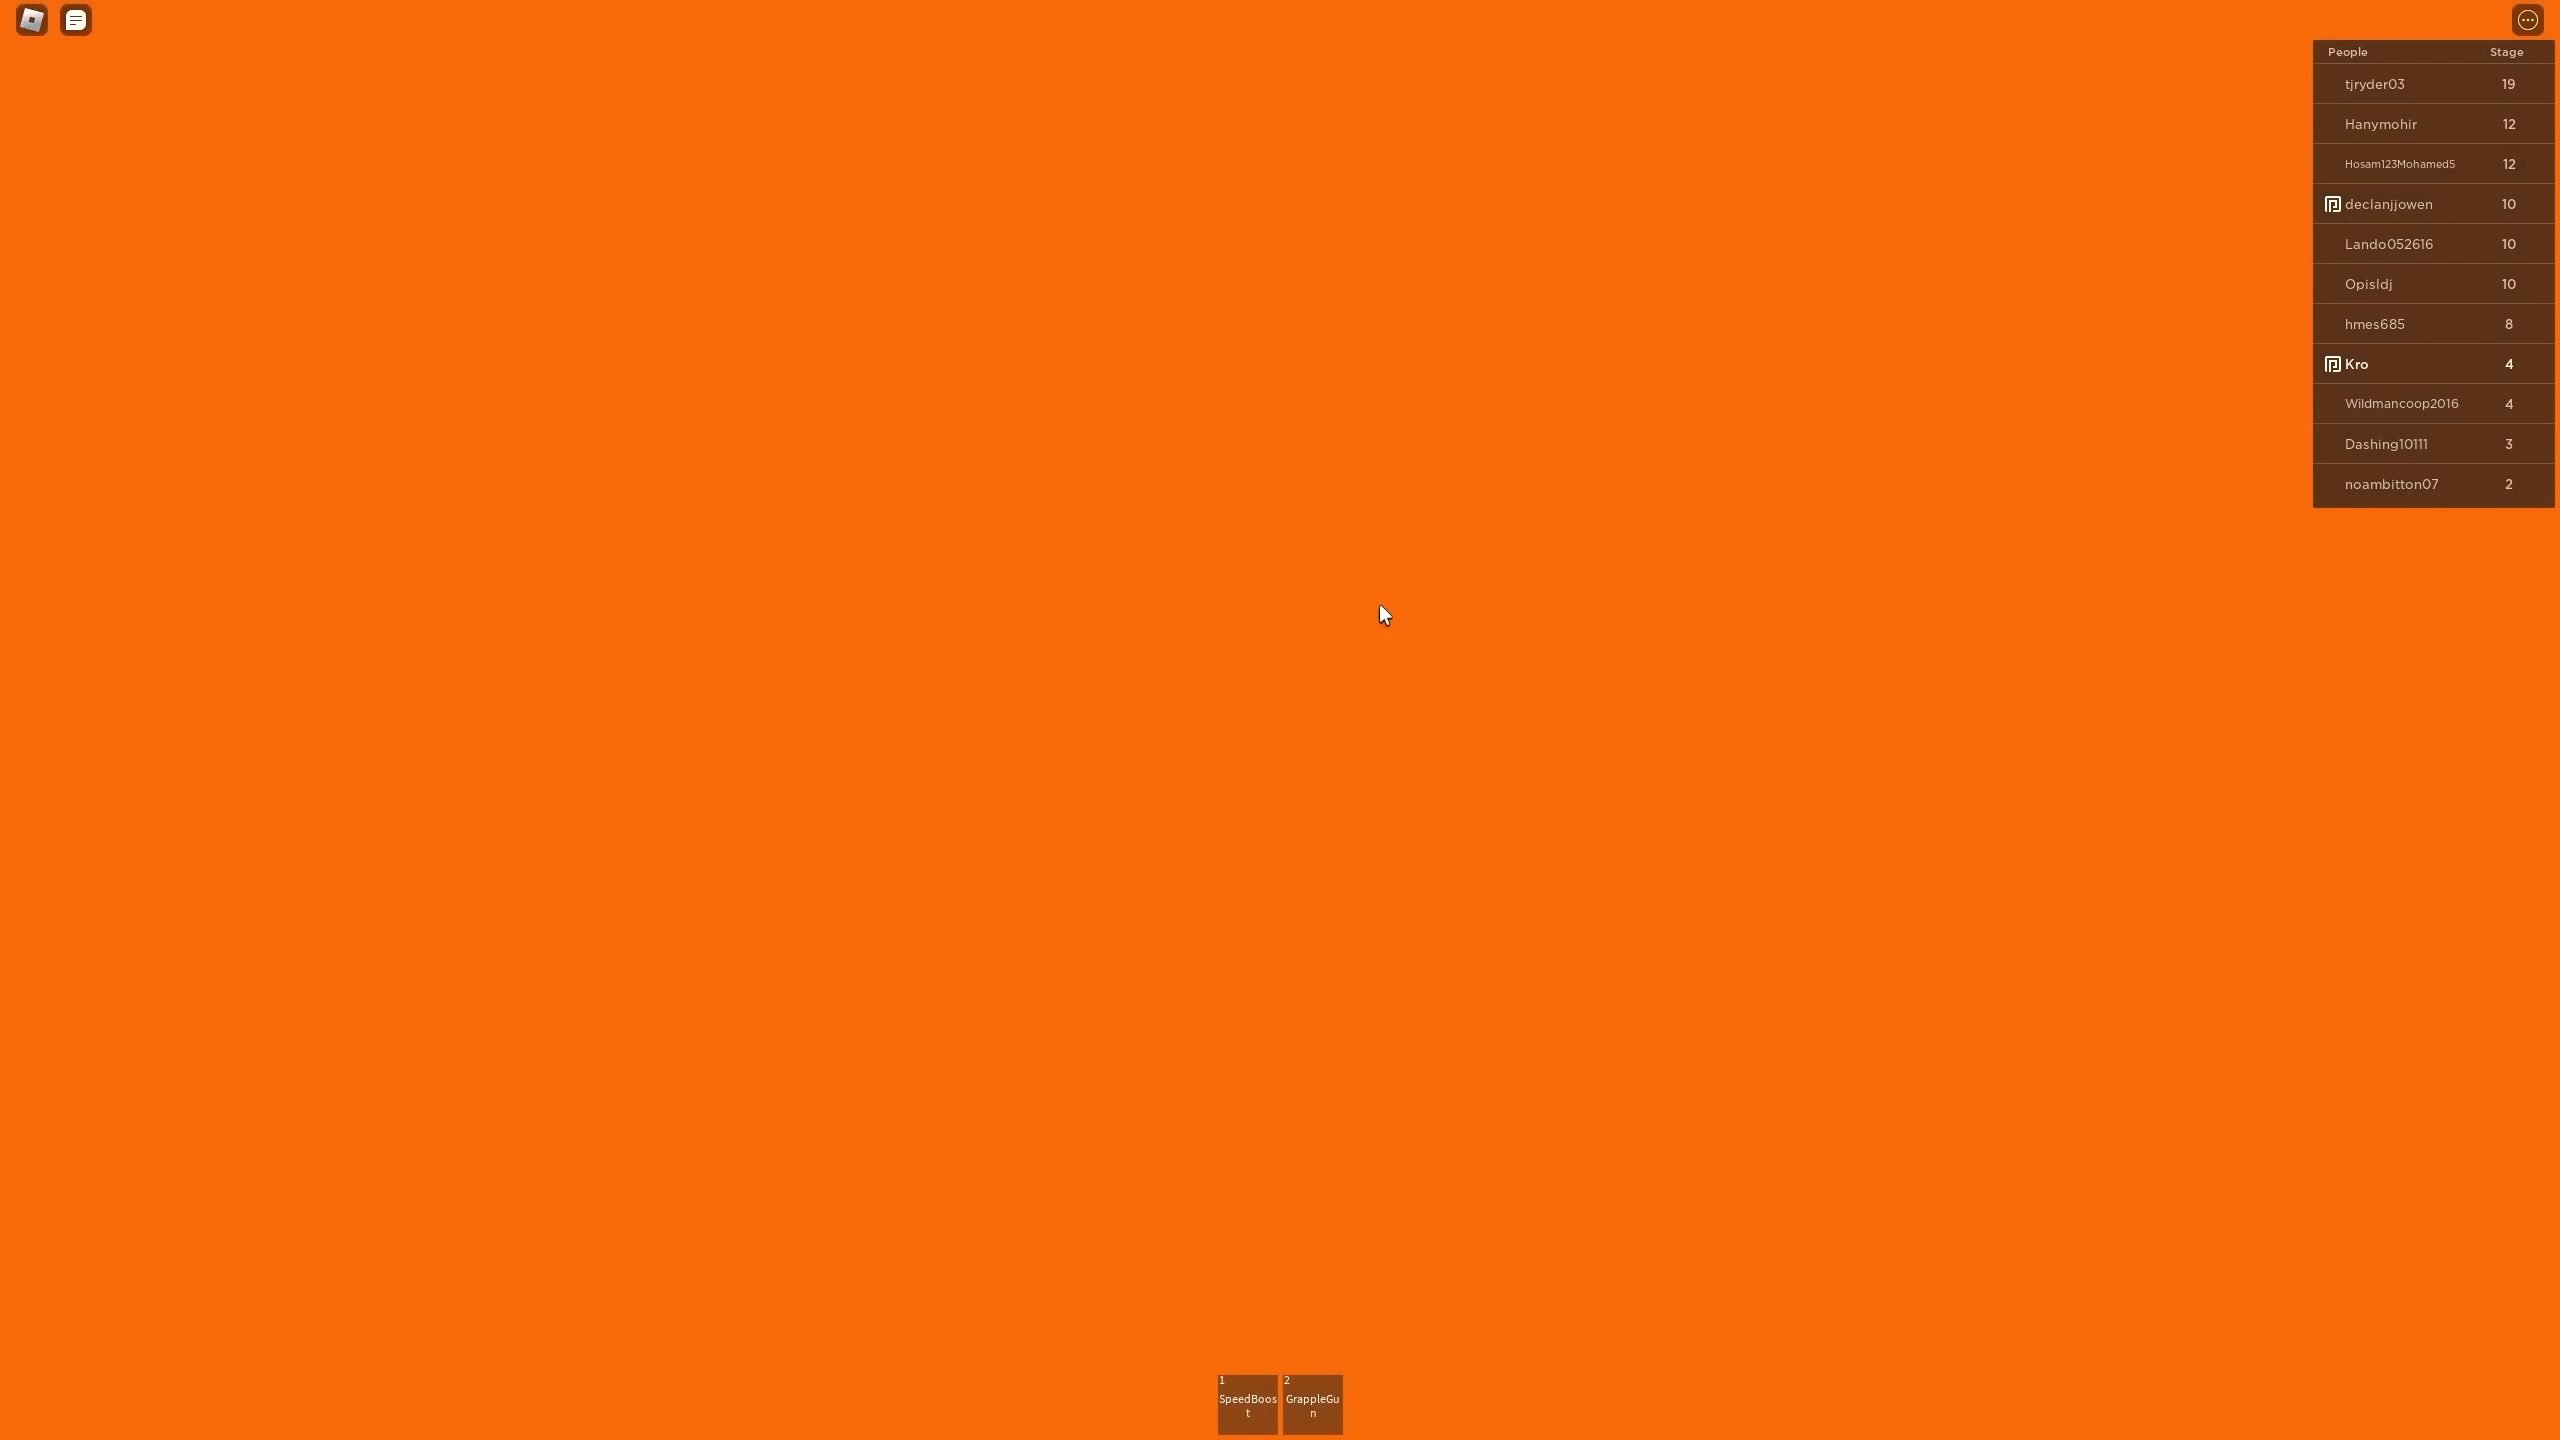 People Stage
tjryder03 19
Hanymohir 12
Hosam123Mohamed5 12
declanjjowen 10
Lando052616 10
Opisldj 10
hmes685 8
Kro 4
Wildmancoop2016 4
Dashing10111 3
noambitton07 2
1
SpeedBoos
t
2
GrappleGu
n